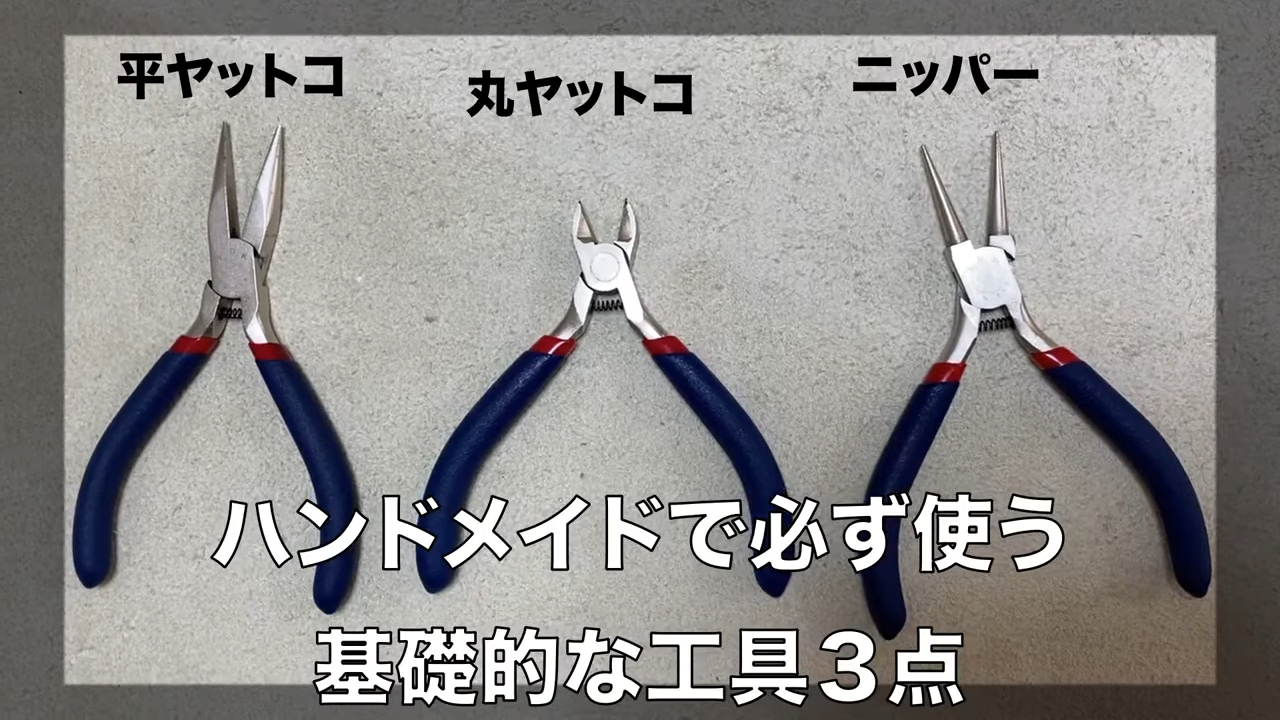 平ヤットコ
丸ヤットコ
ニッパー
ハンドメイドで必ず使う
基礎的な工具3点